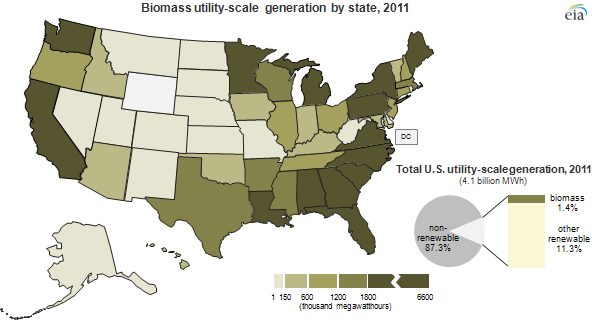 Biomass utility-scale generation by state, 2011
eia
DC
Total U.S. utility-scalegeneration, 2011
(4.1 billion MWh)
non-
renewable
87.3%
biomass
1.4%
other
renewable
11.3%
1 150 600 1200 1800 6600
(thousand megawatthours)